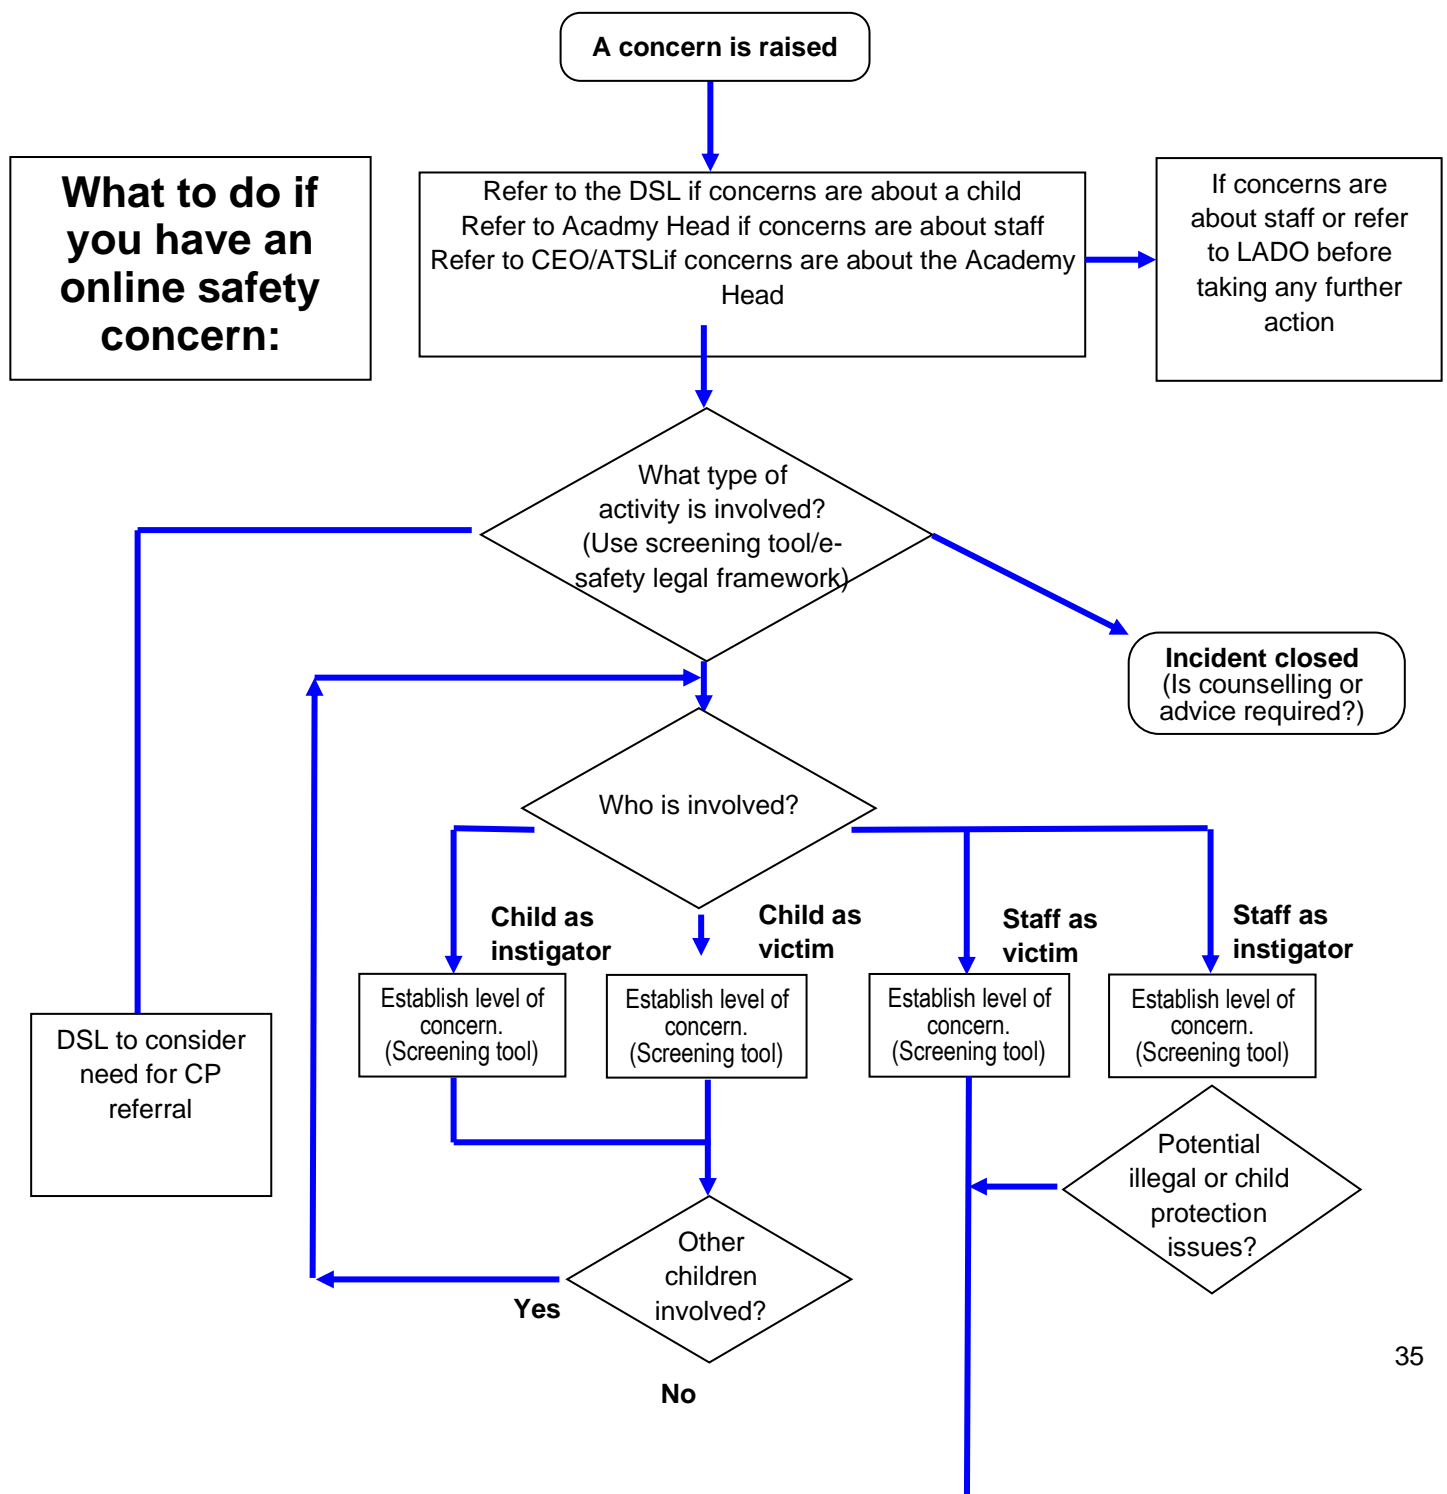 A concern is raised
What to do if
you have an
online safety
concern:
Refer to the DSL if concerns are about a child
Refer to Acadmy Head if concerns are about staff
Refer to CEO/ATSLif concerns are about the Academy
Head
If concerns are
about staff or refer
to LADO before
taking any further
action
What type of
activity is involved?
(Use screening tool/e-
safety legal framework)
Incident closed
(Is counselling or
advice required?)
Who is involved?
Child as
instigator
Child as
victim
Staff as
victim
Staff as
instigator
Establish level of
concern.
(Screening tool)
Establish level of
concern.
(Screening tool)
Establish level of
concern.
(Screening tool)
Establish level of
concern.
(Screening tool)
DSL to consider
need for CP
referral
Potential
illegal or child
protection
issues?
Other
children
involved?
Yes
No
35